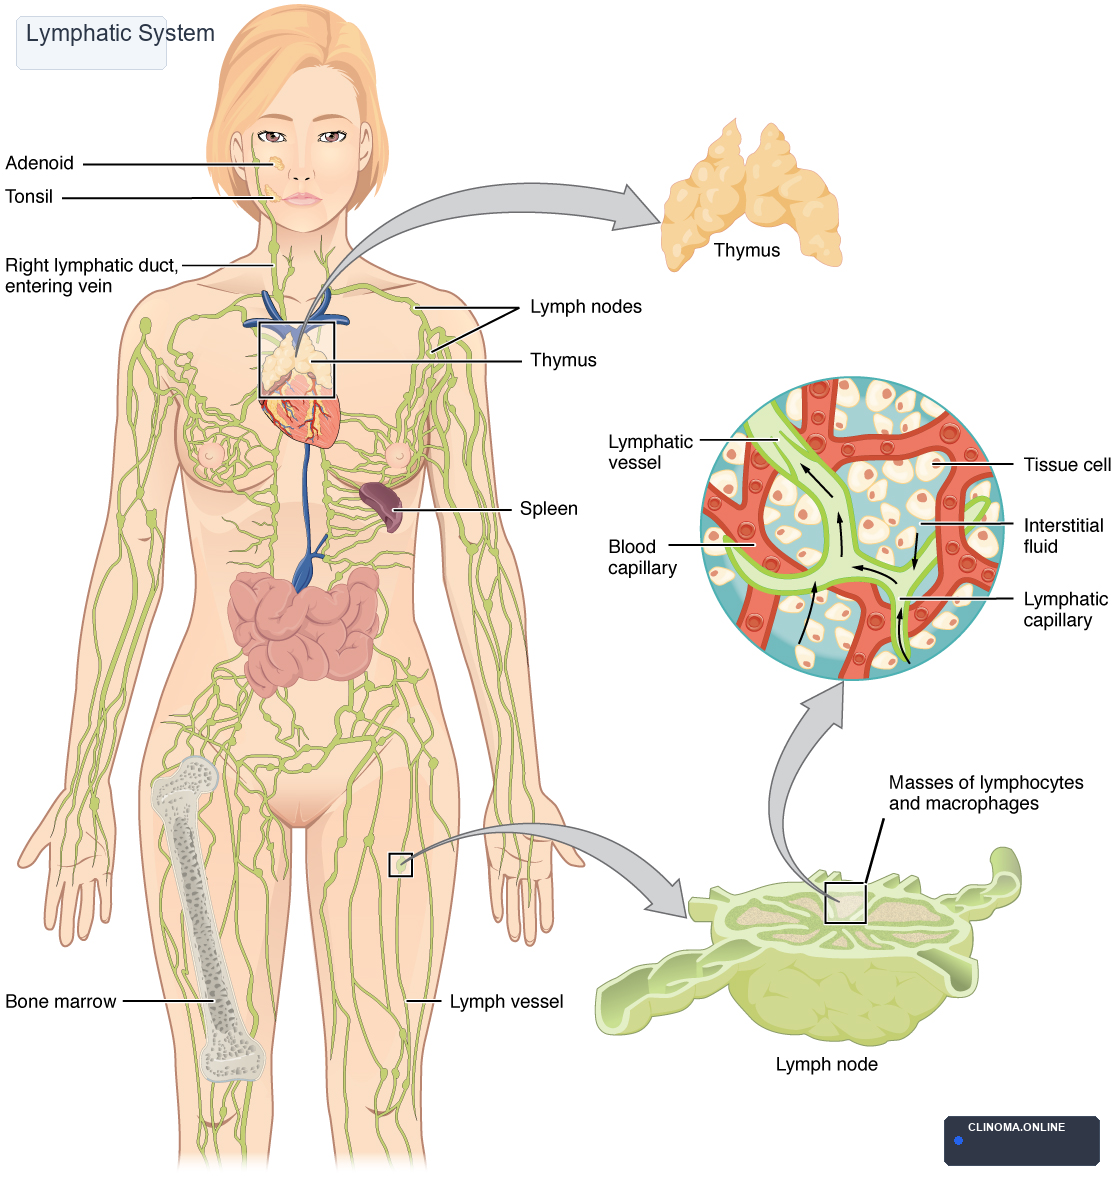 Lymphatic System
Adenoid
Tonsil
Right lymphatic duct,
entering vein
Thymus
Lymph nodes
Thymus
Lymphatic
vessel
Tissue cell
Spleen
Interstitial
fluid
Blood
capillary
Lymphatic
capillary
Masses of lymphocytes
and macrophages
Bone marrow
Lymph vessel
Lymph node
CLINOMA.ONLINE